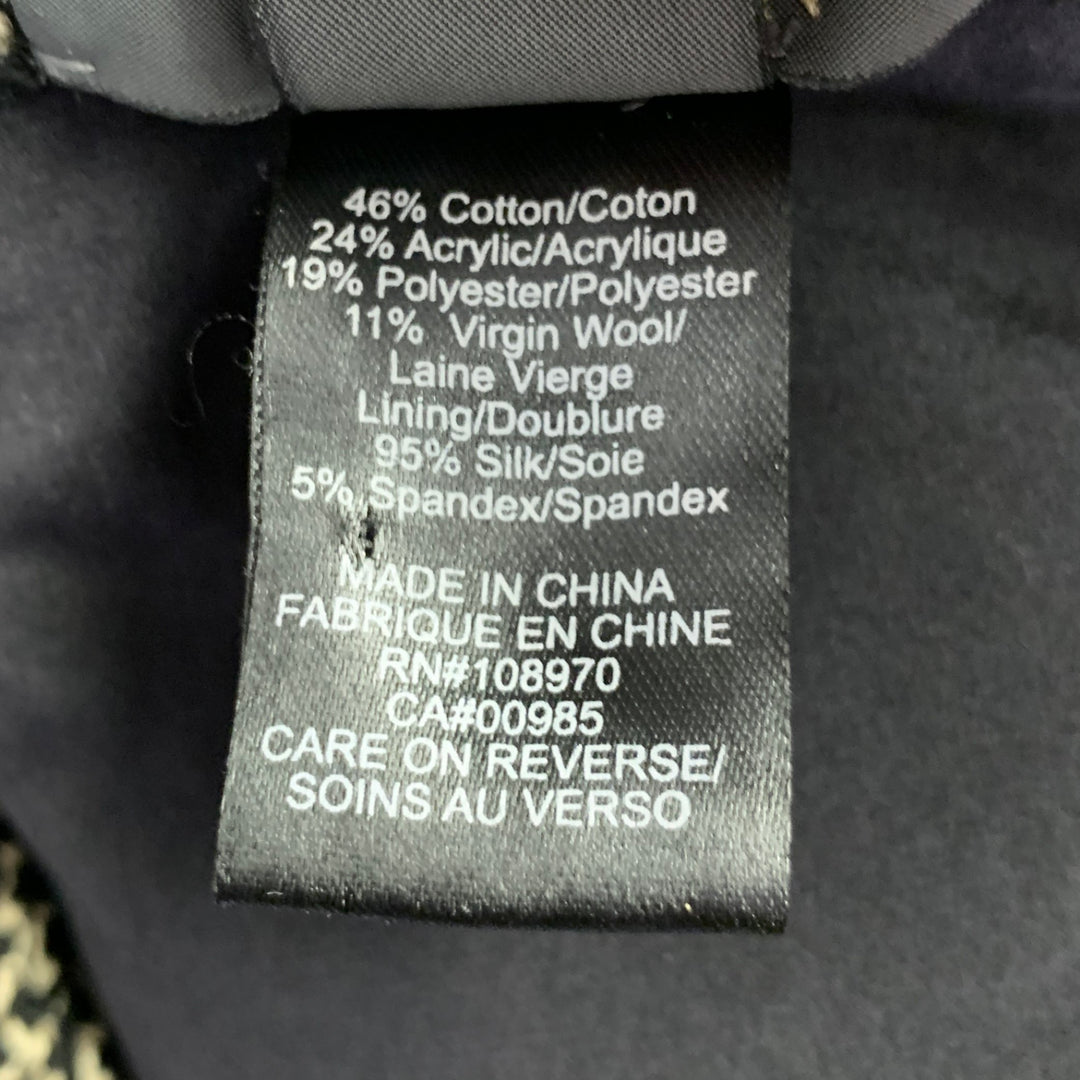 46% Cotton/Coton
24% Acrylic/Acrylique
19% Polyester/Polyester
11% Virgin Wool/
Laine Vierge
Lining/Doublure
95% Silk/Soie
5% Spandex/Spandex
MADE IN CHINA
FABRIQUE EN CHINE
RN#108970
CA#00985
CARE ON REVERSE/
SOINS AU VERSO